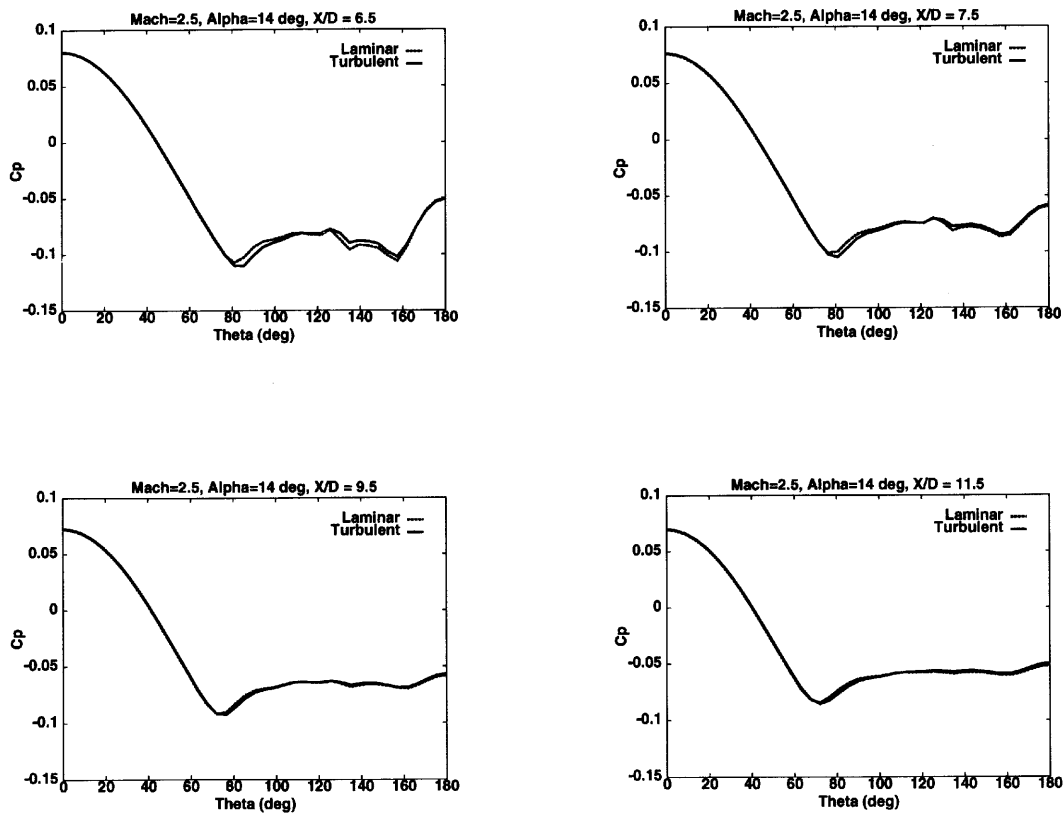 Mach=2.5, Alpha=14 deg, X/D = 6.5
0.1
0.05
0
-0.05
-0.1
-0.15
Cp
Laminar
Turbulent
0 20 40 60 80 100 120 140 160 180
Theta (deg)
Mach=2.5, Alpha=14 deg, X/D = 7.5
0.1
0.05
0
-0.05
-0.1
-0.15
Cp
Laminar
Turbulent
0 20 40 60 80 100 120 140 160 180
Theta (deg)
Mach=2.5, Alpha=14 deg, X/D = 9.5
0.1
0.05
0
-0.05
-0.1
-0.15
Cp
Laminar
Turbulent
0 20 40 60 80 100 120 140 160 180
Theta (deg)
Mach=2.5, Alpha=14 deg, X/D = 11.5
0.1
0.05
0
-0.05
-0.1
-0.15
Cp
Laminar
Turbulent
0 20 40 60 80 100 120 140 160 180
Theta (deg)